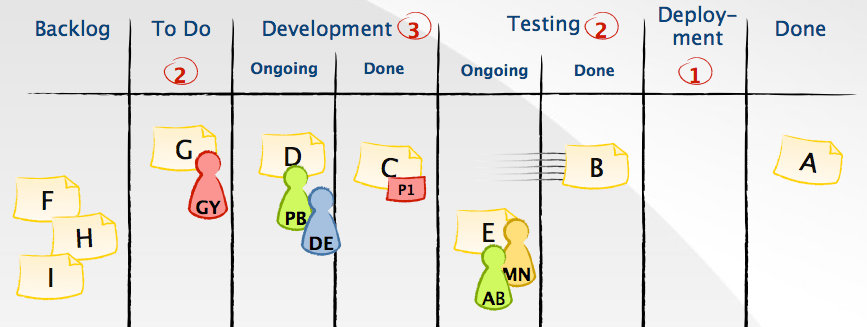 Backlog
To Do
2
Development 3
Ongoing
Done
Testing 2
Ongoing
Done
Deploy-
ment
1
Done
F
H
I
G
GY
D
PB
DE
C
P1
E
MN
AB
B
A